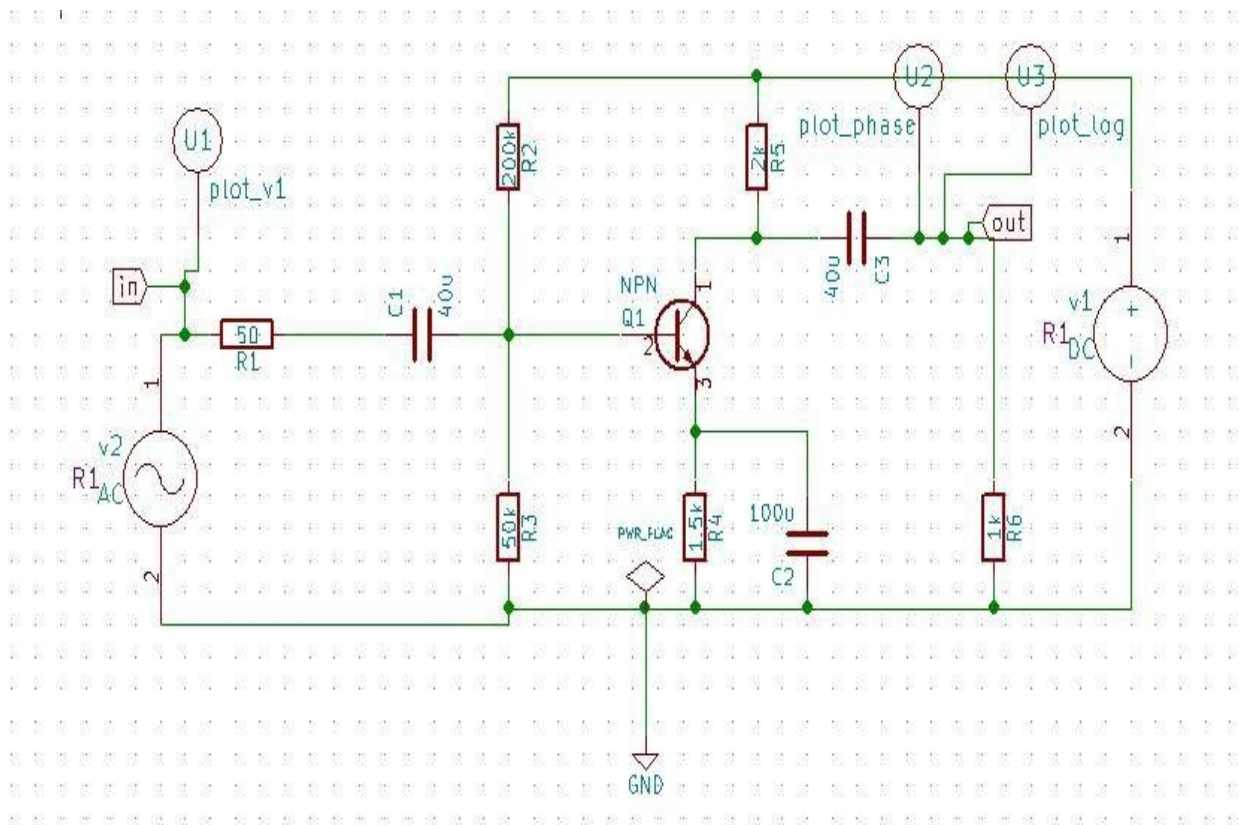 U1
plot_v1
in
50
R1
C1
40u
200k
R2
2k
R5
U2
plot_phase
U3
plot_log
out
40u
C3
NPN
Q1
1
2
3
1
v1
R1
DC
2
1
v2
R1
AC
2
50k
R3
PWR_FLAG
1.5k
R4
100u
C2
1k
R6
GND